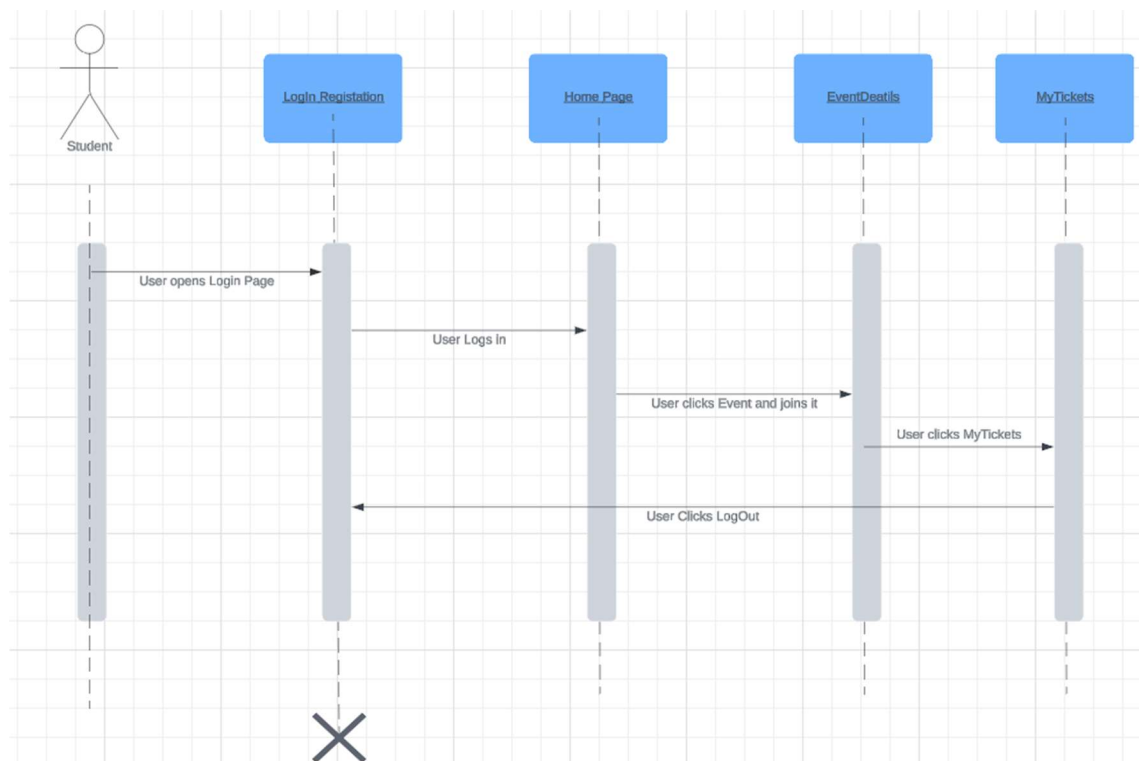 LogIn Registation
Home Page
EventDeatils
MyTickets
Student
User opens Login Page
User Logs In
User clicks Event and joins it
User clicks MyTickets
User Clicks LogOut